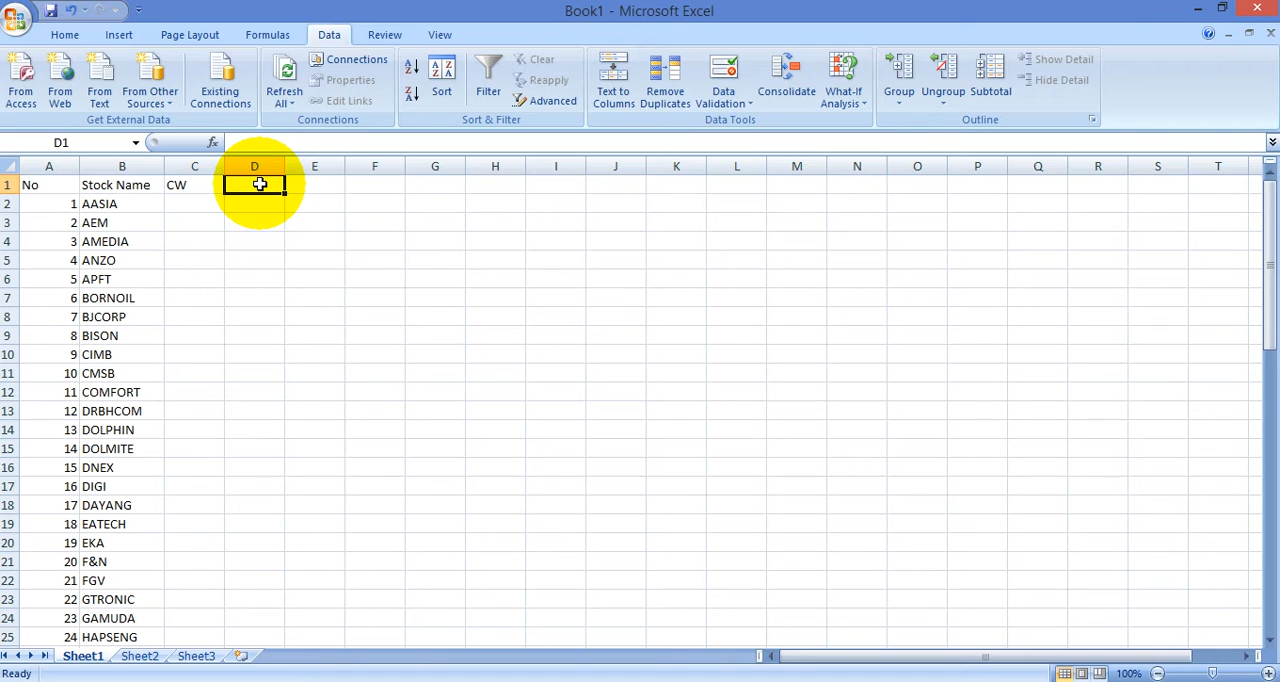 Book1 - Microsoft Excel
Home Insert Page Layout Formulas Data Review View
From Access
From Web
From Text
From Other Sources
Existing Connections
Get External Data
Refresh All
Connections
Properties
Edit Links
Connections
Sort
Filter
Clear
Reapply
Advanced
Sort & Filter
Text to Columns
Remove Duplicates
Data Validation
Consolidate
What-If Analysis
Data Tools
Group
Ungroup
Subtotal
Show Detail
Hide Detail
Outline
D1 fx
A B C D E F G H I J K L M N O P Q R S T
1 No Stock Name CW
2 1 AASIA
3 2 AEM
4 3 AMEDIA
5 4 ANZO
6 5 APFT
7 6 BORNOIL
8 7 BJCORP
9 8 BISON
10 9 CIMB
11 10 CMSB
12 11 COMFORT
13 12 DRBHCOM
14 13 DOLPHIN
15 14 DOLMITE
16 15 DNEX
17 16 DIGI
18 17 DAYANG
19 18 EATECH
20 19 EKA
21 20 F&N
22 21 FGV
23 22 GTRONIC
24 23 GAMUDA
25 24 HAPSENG
Sheet1 Sheet2 Sheet3
Ready 100%